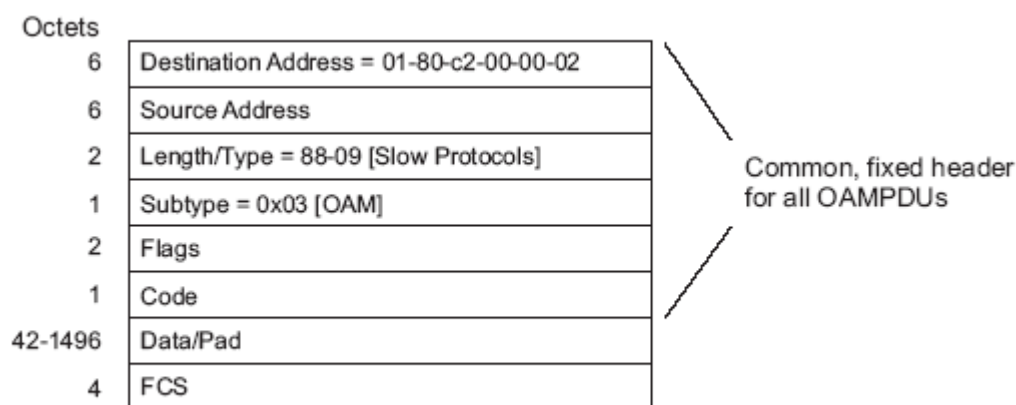 Octets
6 Destination Address = 01-80-c2-00-00-02
6 Source Address
2 Length/Type = 88-09 [Slow Protocols]
1 Subtype = 0x03 [OAM]
2 Flags
1 Code
42-1496 Data/Pad
4 FCS
Common, fixed header
for all OAMPDUs